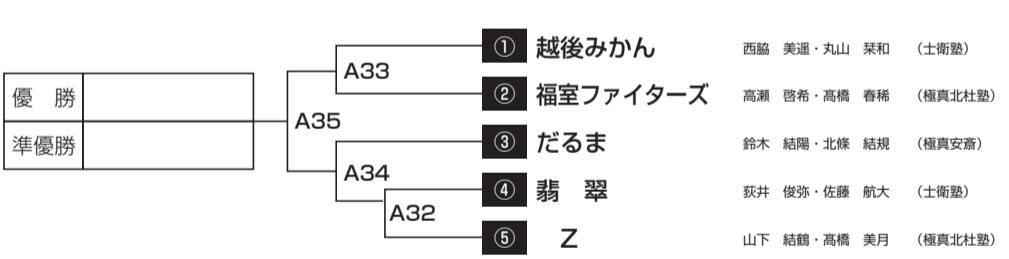 ① 越後みかん 西脇 美遥・丸山 栞和 （士衛塾）
A33
② 福室ファイターズ 高瀬 啓希・髙橋 春稀 （極真北杜塾）
優 勝
A35
準優勝
③ だるま 鈴木 結陽・北條 結規 （極真安斎）
A34
④ 翡 翠 荻井 俊弥・佐藤 航大 （士衛塾）
A32
⑤ Z 山下 結鶴・髙橋 美月 （極真北杜塾）